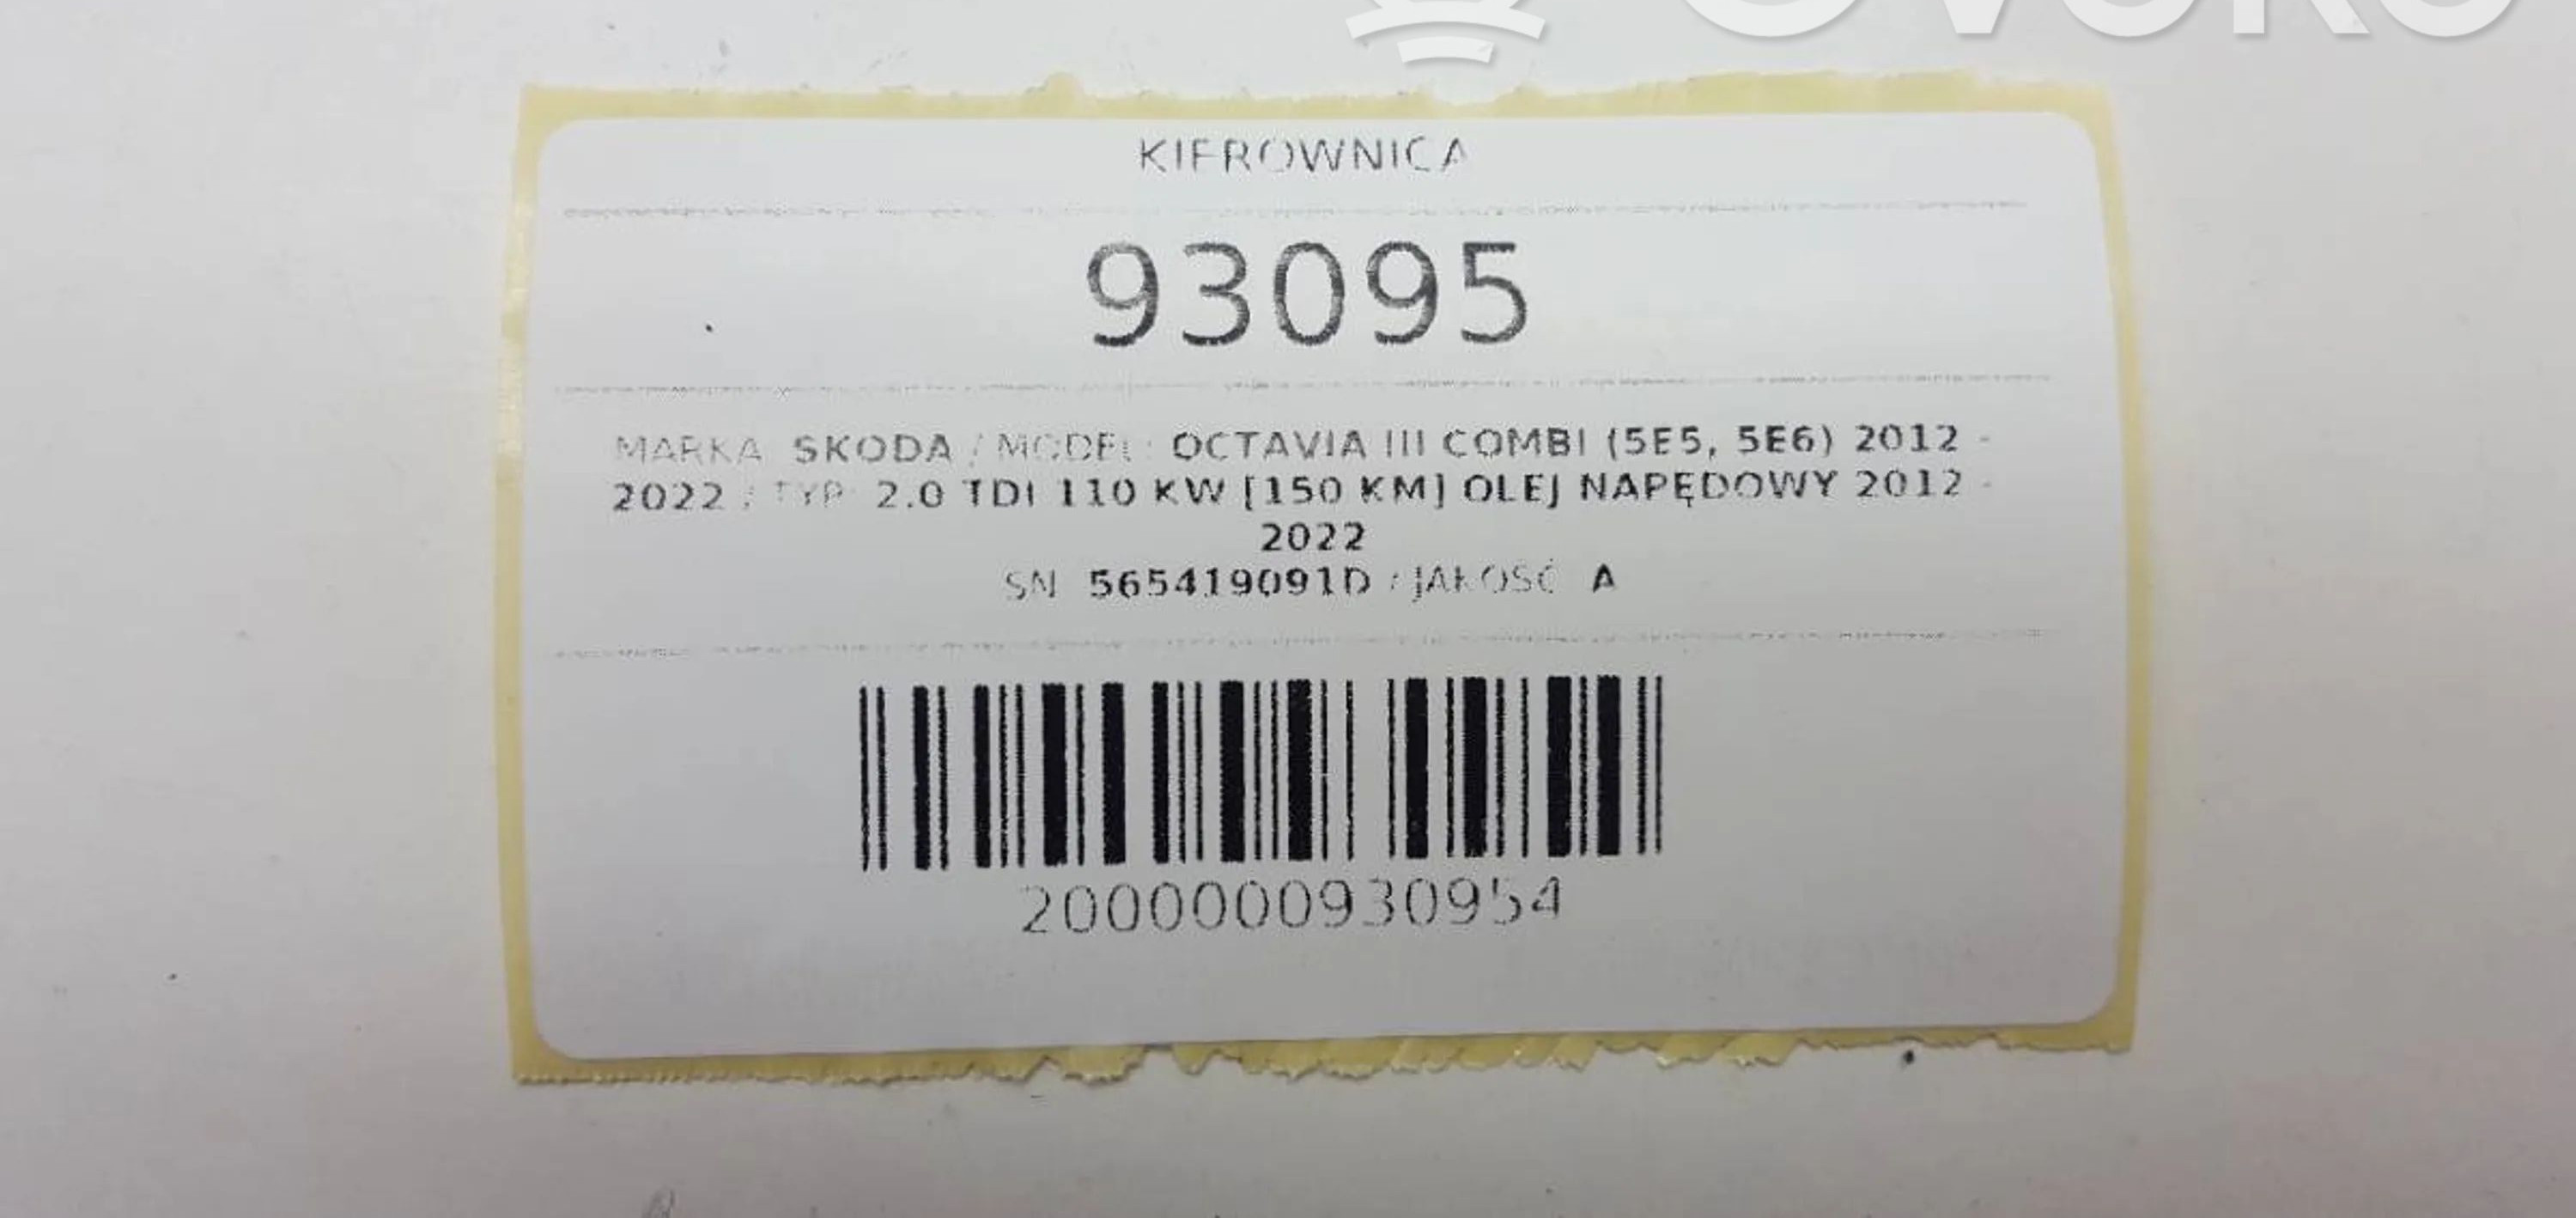 KIEROWNICA
93095
MARKA: SKODA / MODEL: OCTAVIA III COMBI (5E5, 5E6) 2012 -
2022 / TYP: 2.0 TDI 110 KW [150 KM] OLEJ NAPĘDOWY 2012 -
2022
SN: 565419091D / JAKOŚĆ: A
2000000930954